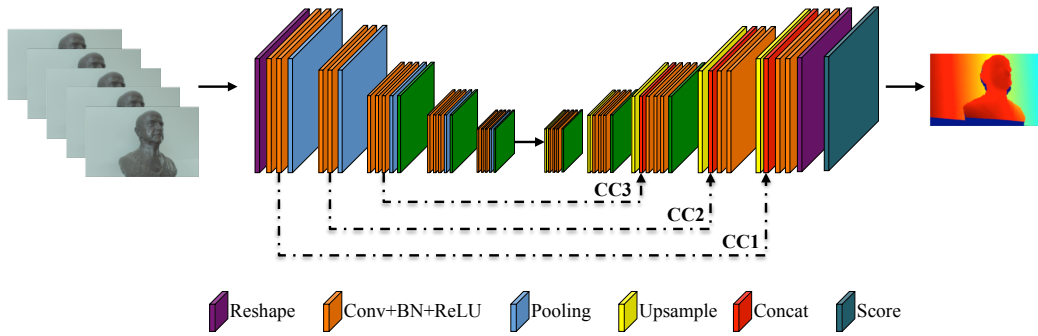 CC3
CC2
CC1
Reshape
Conv+BN+ReLU
Pooling
Upsample
Concat
Score